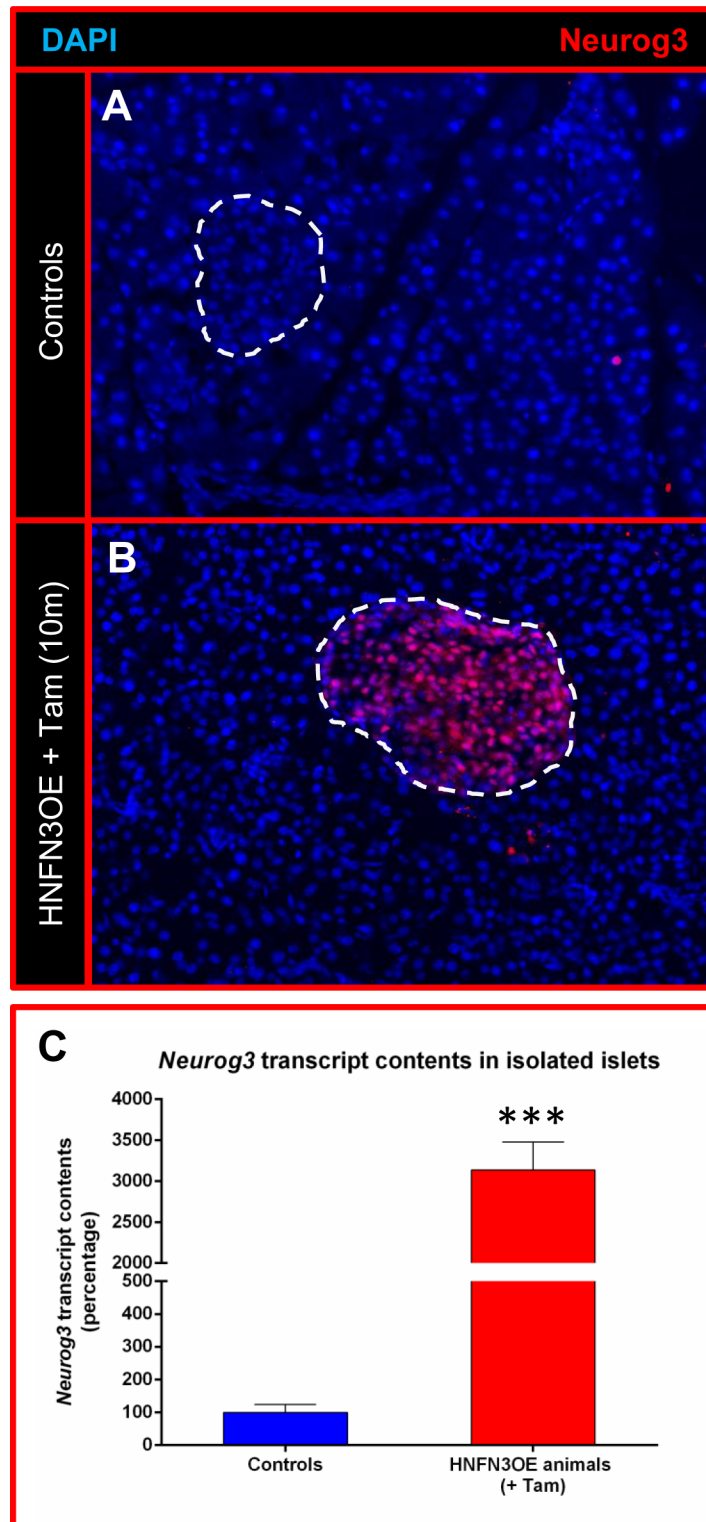 DAPI Neurog3
A
Controls
B
HNFN3OE + Tam (10m)
C
Neurog3 transcript contents in isolated islets
Neurog3 transcript contents
(percentage)
4000
3500
3000
2500
2000
500
400
300
200
100
0
***
Controls
HNFN3OE animals
(+ Tam)